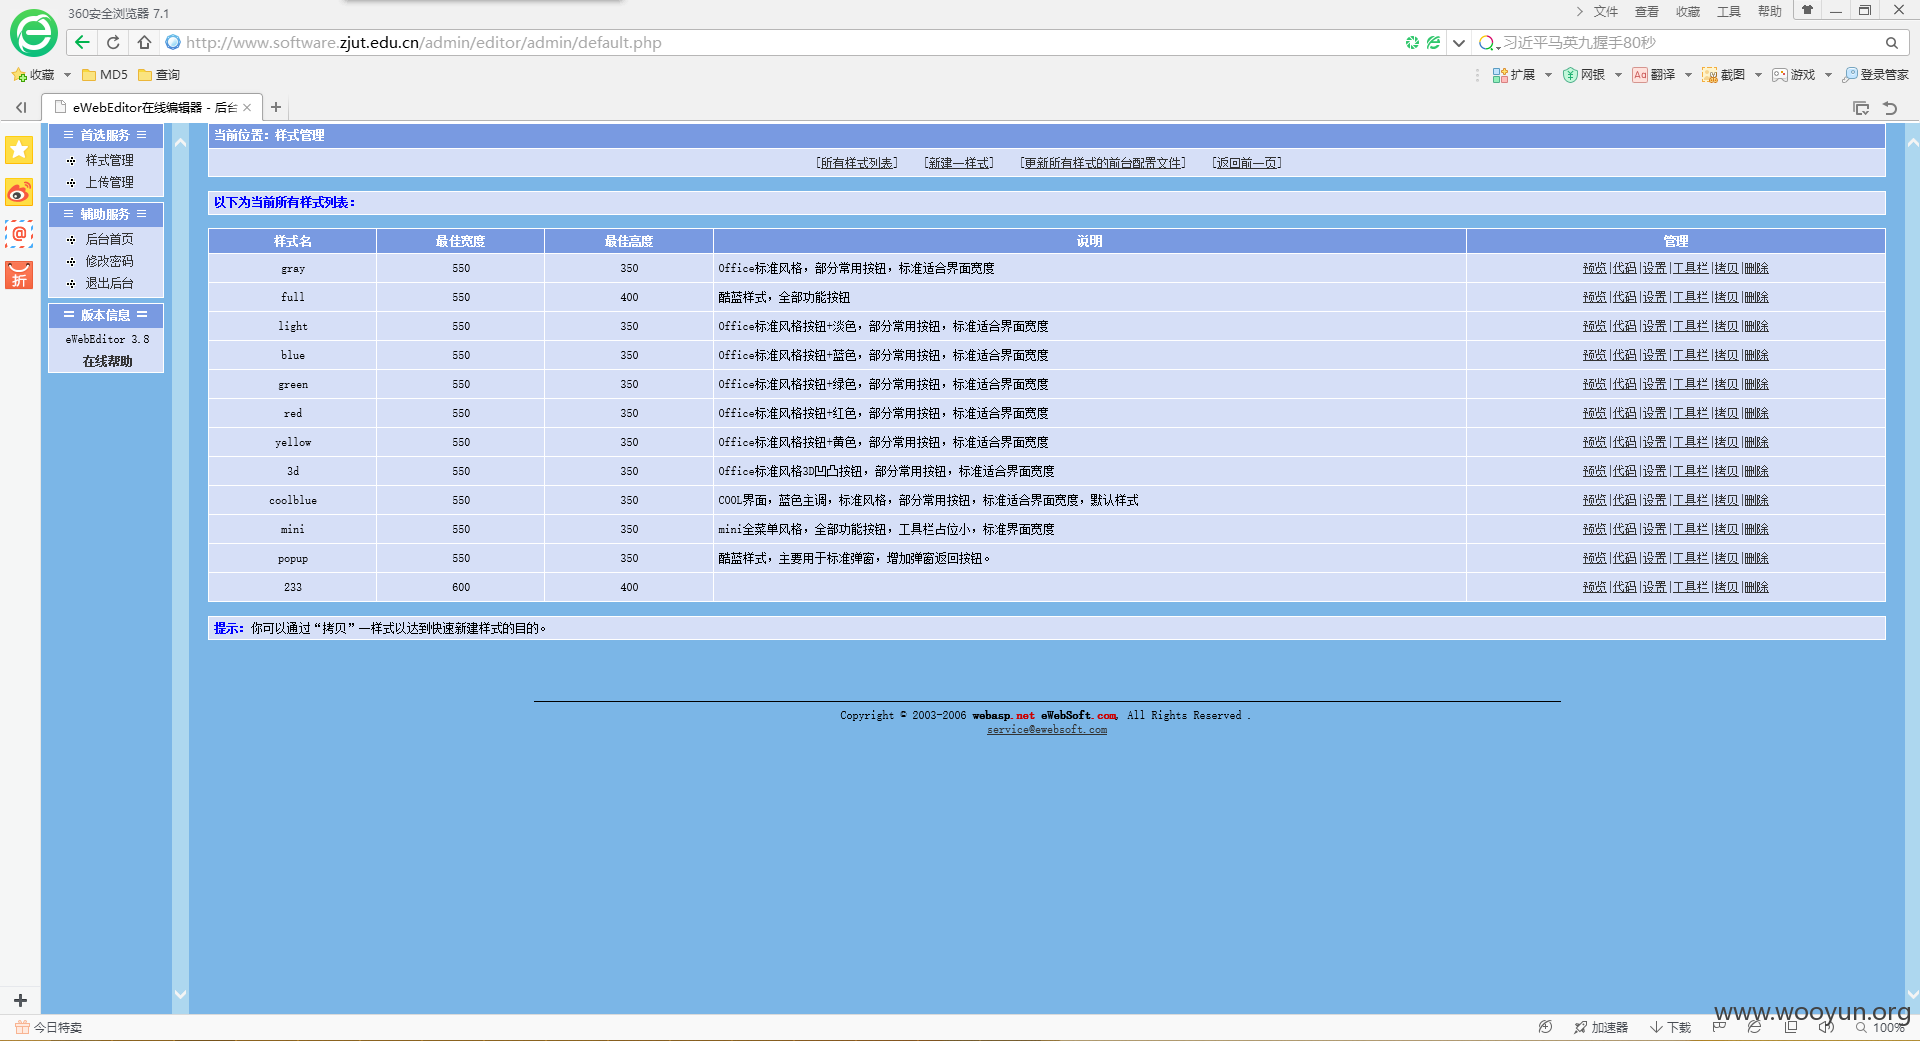 360安全浏览器 7.1
文件 查看 收藏 工具 帮助
http://www.software.zjut.edu.cn/admin/editor/admin/default.php
习近平马英九握手80秒
收藏 MD5 查询
扩展 网银 翻译 截图 游戏 登录管家
eWebEditor在线编辑器 - 后台
首选服务
样式管理
上传管理
辅助服务
后台首页
修改密码
退出后台
版本信息
eWebEditor 3.8
在线帮助
折
当前位置：样式管理
[所有样式列表] [新建一样式] [更新所有样式的前台配置文件] [返回前一页]
以下为当前所有样式列表：
样式名 最佳宽度 最佳高度 说明 管理
gray 550 350 Office标准风格，部分常用按钮，标准适合界面宽度 预览|代码|设置|工具栏|拷贝|删除
full 550 400 酷蓝样式，全部功能按钮 预览|代码|设置|工具栏|拷贝|删除
light 550 350 Office标准风格按钮+淡色，部分常用按钮，标准适合界面宽度 预览|代码|设置|工具栏|拷贝|删除
blue 550 350 Office标准风格按钮+蓝色，部分常用按钮，标准适合界面宽度 预览|代码|设置|工具栏|拷贝|删除
green 550 350 Office标准风格按钮+绿色，部分常用按钮，标准适合界面宽度 预览|代码|设置|工具栏|拷贝|删除
red 550 350 Office标准风格按钮+红色，部分常用按钮，标准适合界面宽度 预览|代码|设置|工具栏|拷贝|删除
yellow 550 350 Office标准风格按钮+黄色，部分常用按钮，标准适合界面宽度 预览|代码|设置|工具栏|拷贝|删除
3d 550 350 Office标准风格3D凹凸按钮，部分常用按钮，标准适合界面宽度 预览|代码|设置|工具栏|拷贝|删除
coolblue 550 350 COOL界面，蓝色主调，标准风格，部分常用按钮，标准适合界面宽度，默认样式 预览|代码|设置|工具栏|拷贝|删除
mini 550 350 mini全菜单风格，全部功能按钮，工具栏占位小，标准界面宽度 预览|代码|设置|工具栏|拷贝|删除
popup 550 350 酷蓝样式，主要用于标准弹窗，增加弹窗返回按钮。 预览|代码|设置|工具栏|拷贝|删除
233 600 400 预览|代码|设置|工具栏|拷贝|删除
提示：你可以通过“拷贝”一样式以达到快速新建样式的目的。
Copyright © 2003-2006 webasp.net eWebSoft.com, All Rights Reserved .
service@ewebsoft.com
www.wooyun.org
今日特卖 加速器 下载 100%